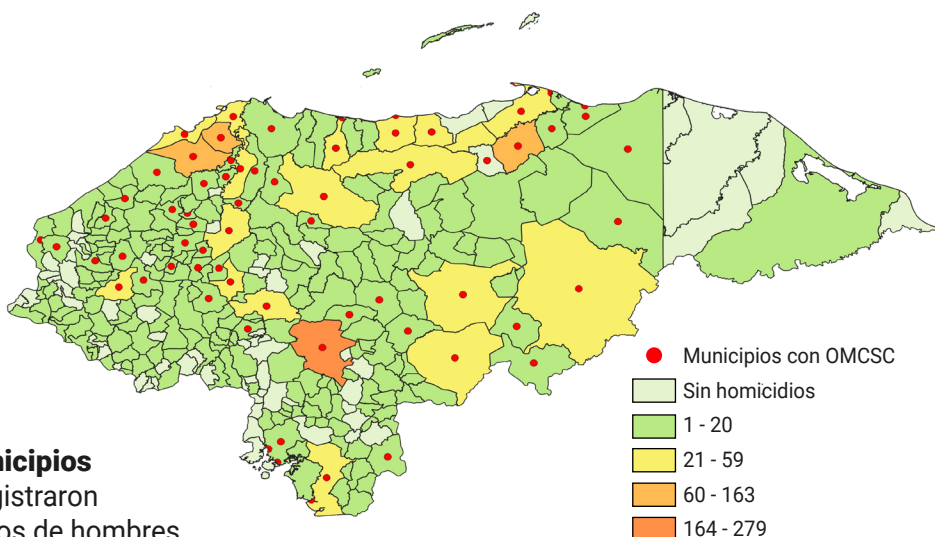 Municipios con OMCSC
Sin homicidios
1 - 20
21 - 59
60 - 163
164 - 279
nicipios
gistraron
os de hombres